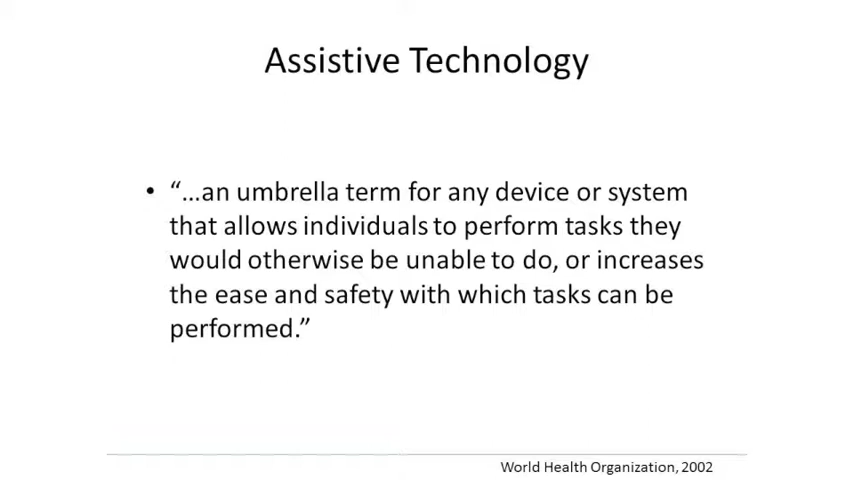 Assistive Technology
• “…an umbrella term for any device or system
that allows individuals to perform tasks they
would otherwise be unable to do, or increases
the ease and safety with which tasks can be
performed.”
World Health Organization, 2002